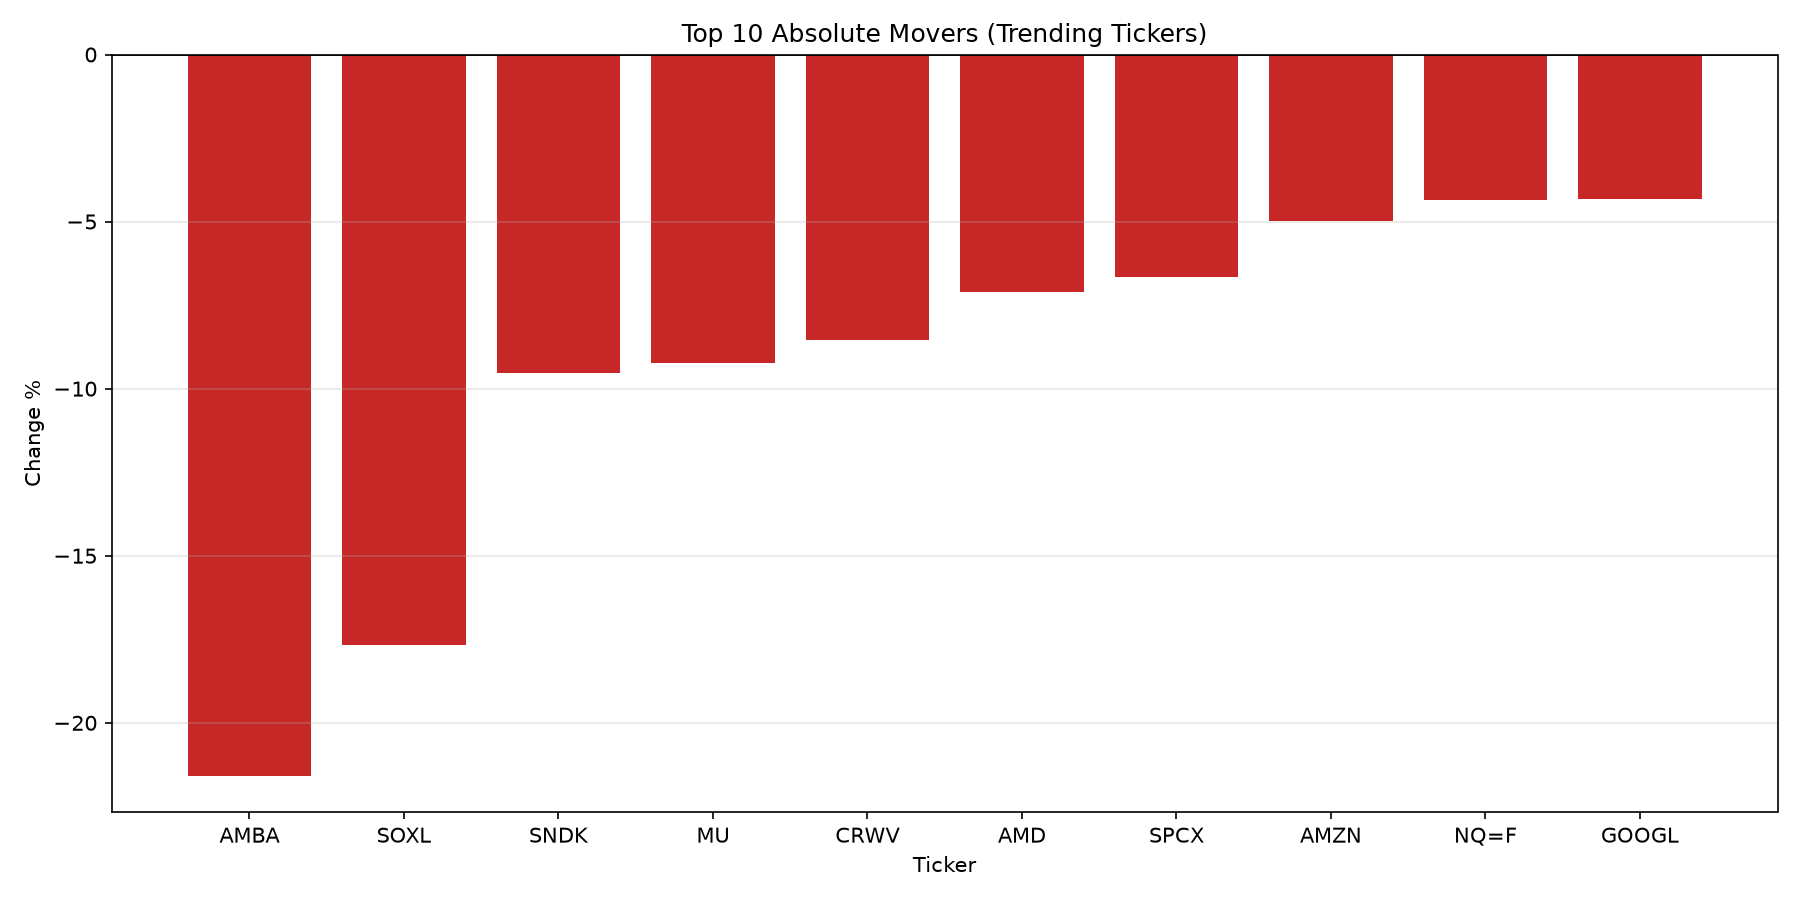 Top 10 Absolute Movers (Trending Tickers)
0
−5
−10
−15
−20
Change %
AMBA SOXL SNDK MU CRWV AMD SPCX AMZN NQ=F GOOGL
Ticker